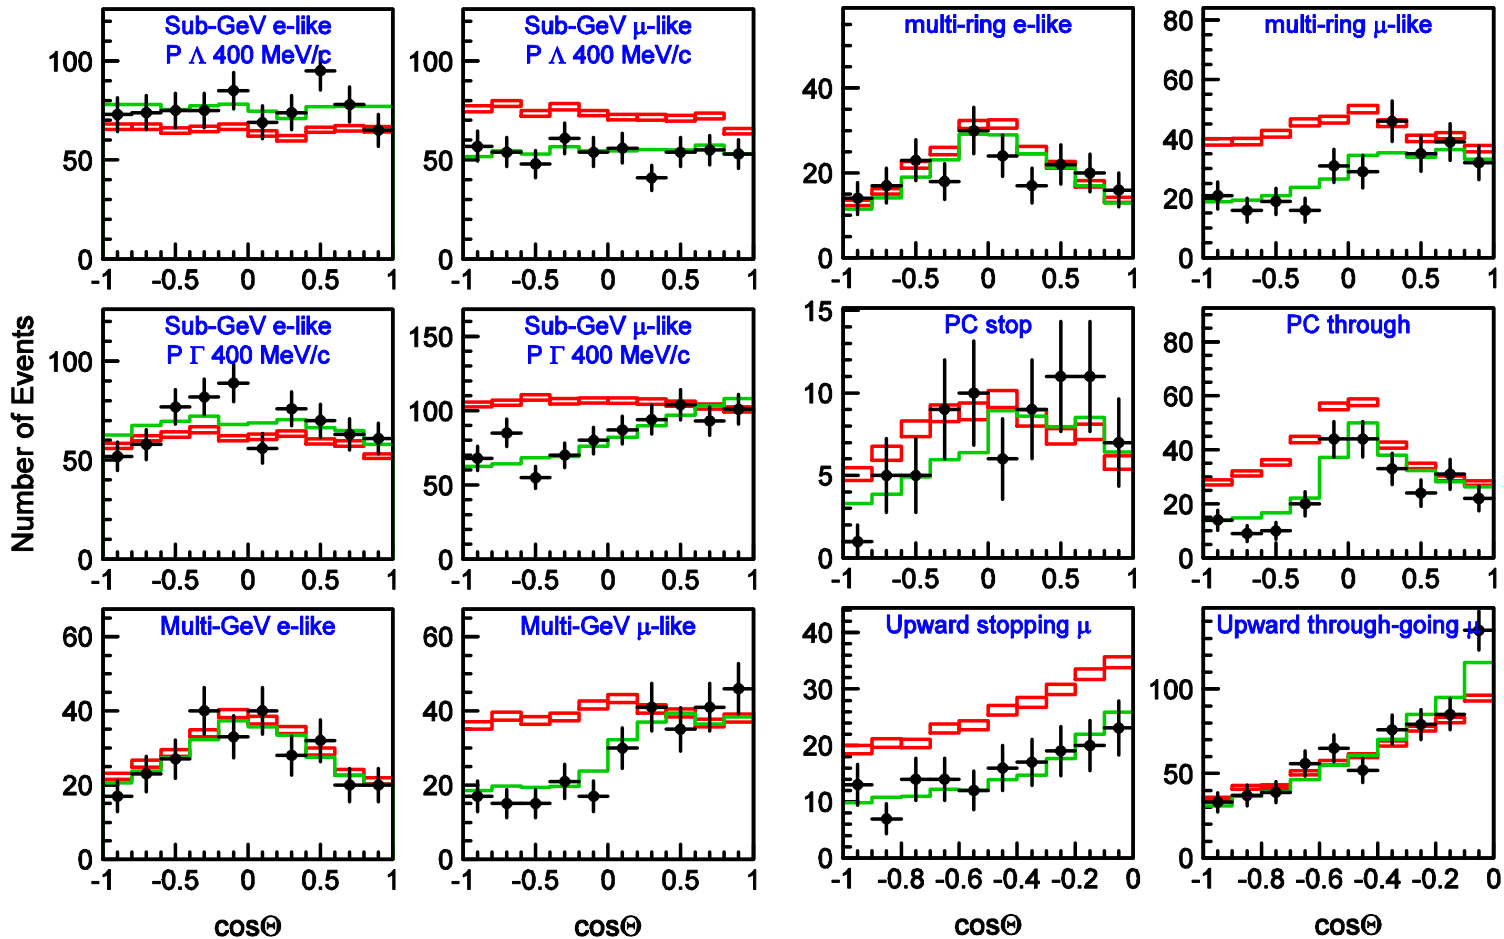 Number of Events
Sub-GeV e-like
P Λ 400 MeV/c
100
50
0
-1 -0.5 0 0.5 1
Sub-GeV μ-like
P Λ 400 MeV/c
100
50
0
-1 -0.5 0 0.5 1
multi-ring e-like
40
20
0
-1 -0.5 0 0.5 1
multi-ring μ-like
80
60
40
20
0
-1 -0.5 0 0.5 1
Sub-GeV e-like
P Γ 400 MeV/c
100
50
0
-1 -0.5 0 0.5 1
Sub-GeV μ-like
P Γ 400 MeV/c
150
100
50
0
-1 -0.5 0 0.5 1
PC stop
15
10
5
0
-1 -0.5 0 0.5 1
PC through
80
60
40
20
0
-1 -0.5 0 0.5 1
Multi-GeV e-like
60
40
20
0
-1 -0.5 0 0.5 1
cosΘ
Multi-GeV μ-like
60
40
20
0
-1 -0.5 0 0.5 1
cosΘ
Upward stopping μ
40
30
20
10
0
-1 -0.8 -0.6 -0.4 -0.2 0
cosΘ
Upward through-going μ
100
50
0
-1 -0.8 -0.6 -0.4 -0.2 0
cosΘ